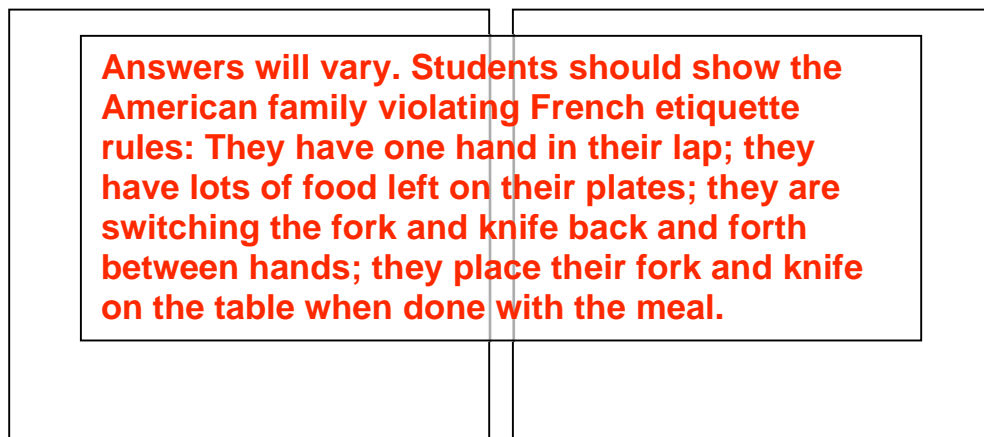 Answers will vary. Students should show the
American family violating French etiquette
rules: They have one hand in their lap; they
have lots of food left on their plates; they are
switching the fork and knife back and forth
between hands; they place their fork and knife
on the table when done with the meal.